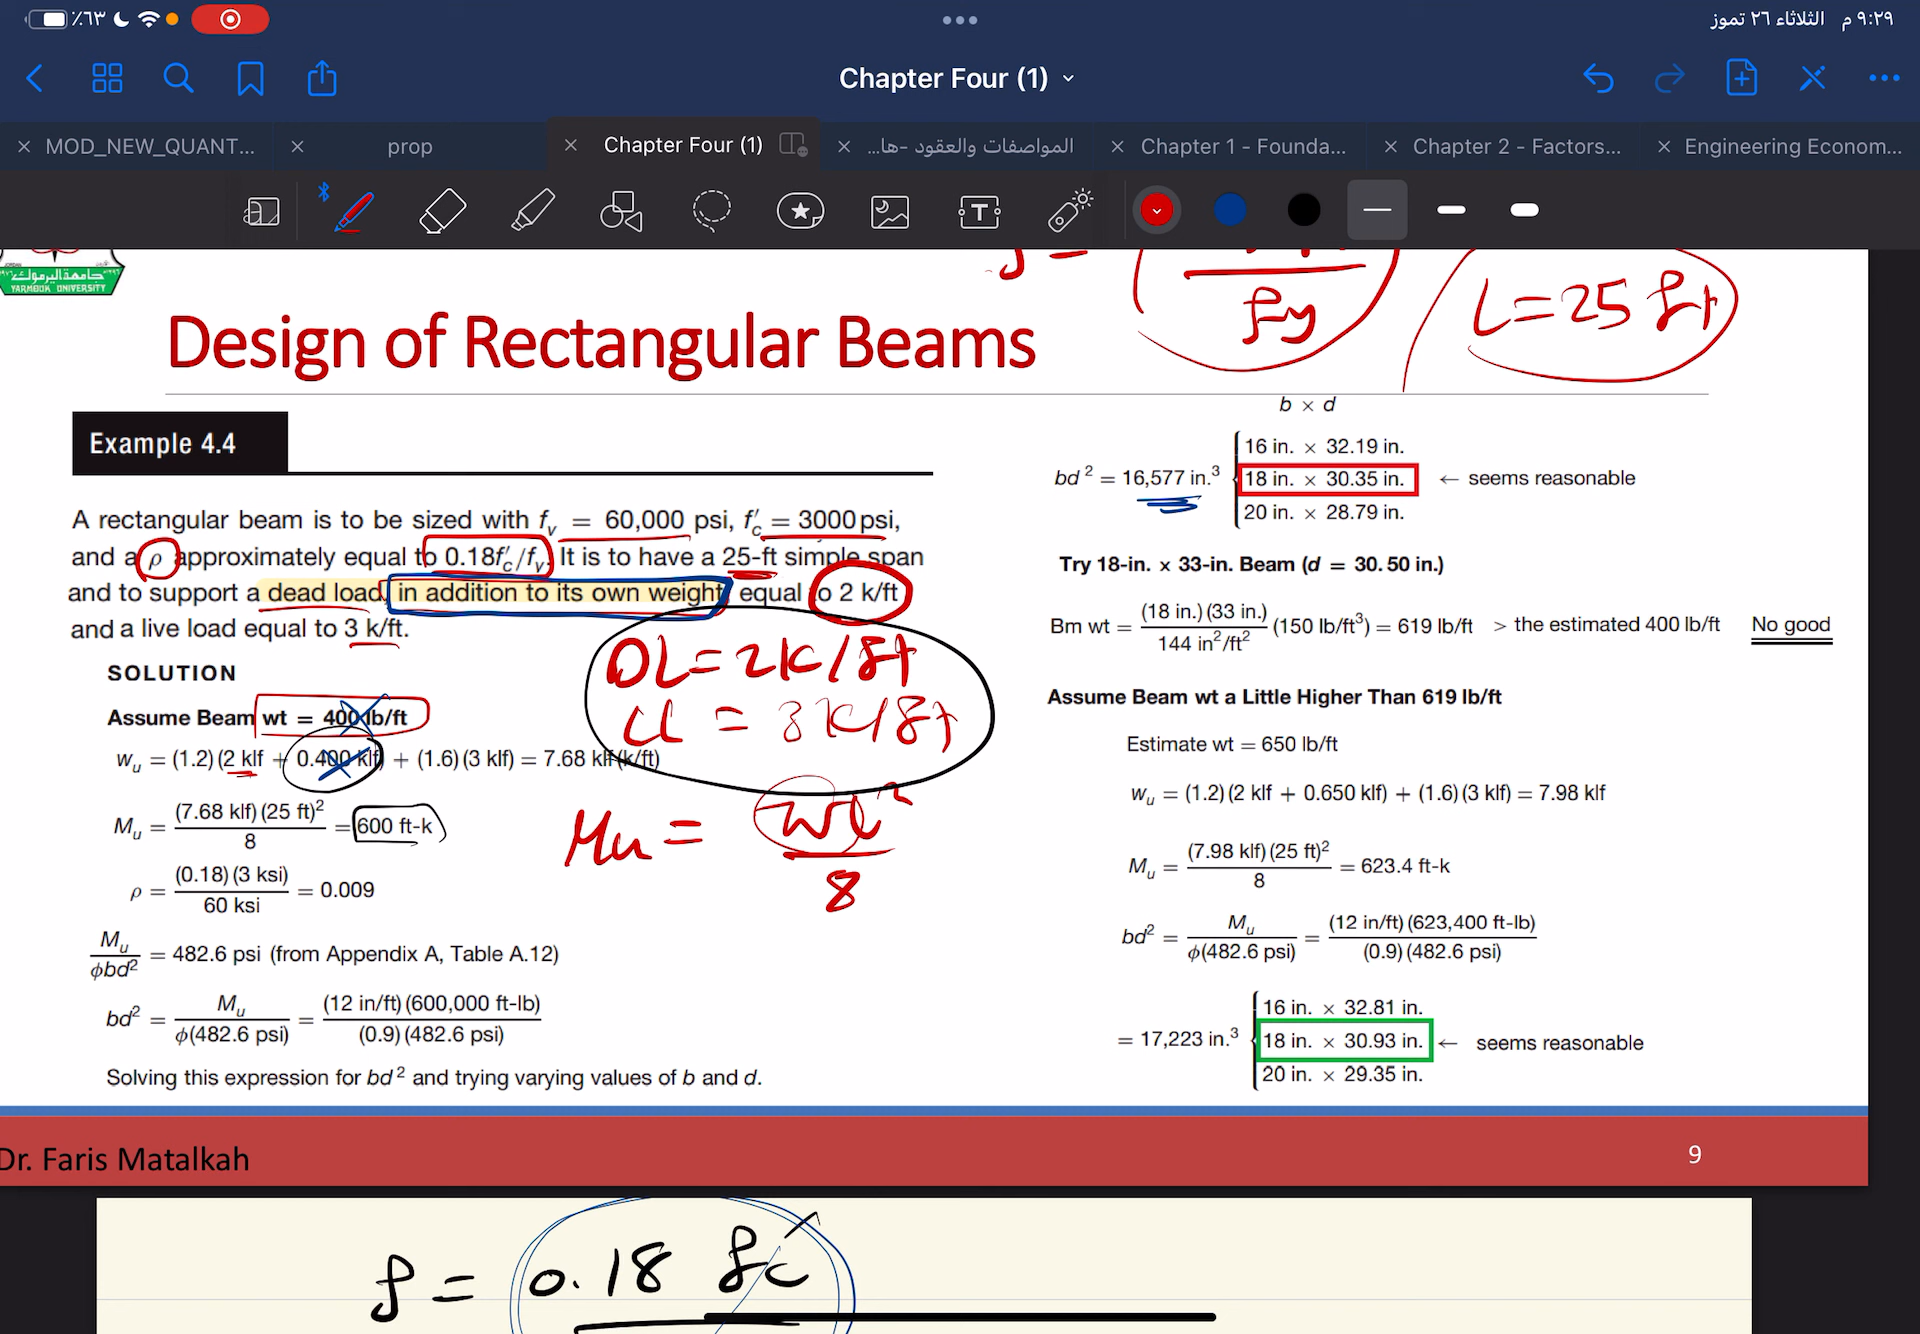 ٪٦٣
٩:٢٩ م الثلاثاء ٢٦ تموز
Chapter Four (1)
MOD_NEW_QUANT...
prop
Chapter Four (1)
المواصفات والعقود -ها...
Chapter 1 - Founda...
Chapter 2 - Factors...
Engineering Econom...
جامعة اليرموك
YARMOUK UNIVERSITY
fy
L = 25 ft
Design of Rectangular Beams
Example 4.4
A rectangular beam is to be sized with fy = 60,000 psi, f′c = 3000 psi,
and a ρ approximately equal to 0.18f′c/fy. It is to have a 25-ft simple span
and to support a dead load, in addition to its own weight, equal to 2 k/ft
and a live load equal to 3 k/ft.
DL = 2k/ft
LL = 3k/ft
SOLUTION
Assume Beam wt = 400 lb/ft
wu = (1.2)(2 klf + 0.400 klf) + (1.6)(3 klf) = 7.68 klf (k/ft)
Mu = (7.68 klf)(25 ft)² / 8 = 600 ft-k
Mu = wl² / 8
ρ = (0.18)(3 ksi) / 60 ksi = 0.009
Mu / ϕbd² = 482.6 psi (from Appendix A, Table A.12)
bd² = Mu / ϕ(482.6 psi) = (12 in/ft)(600,000 ft-lb) / (0.9)(482.6 psi)
Solving this expression for bd² and trying varying values of b and d.
b × d
16 in. × 32.19 in.
bd² = 16,577 in.³ 18 in. × 30.35 in. ← seems reasonable
20 in. × 28.79 in.
Try 18-in. × 33-in. Beam (d = 30.50 in.)
Bm wt = (18 in.)(33 in.) / 144 in²/ft² (150 lb/ft³) = 619 lb/ft > the estimated 400 lb/ft No good
Assume Beam wt a Little Higher Than 619 lb/ft
Estimate wt = 650 lb/ft
wu = (1.2)(2 klf + 0.650 klf) + (1.6)(3 klf) = 7.98 klf
Mu = (7.98 klf)(25 ft)² / 8 = 623.4 ft-k
bd² = Mu / ϕ(482.6 psi) = (12 in/ft)(623,400 ft-lb) / (0.9)(482.6 psi)
16 in. × 32.81 in.
= 17,223 in.³ 18 in. × 30.93 in. ← seems reasonable
20 in. × 29.35 in.
Dr. Faris Matalkah
9
ρ = 0.18 f′c